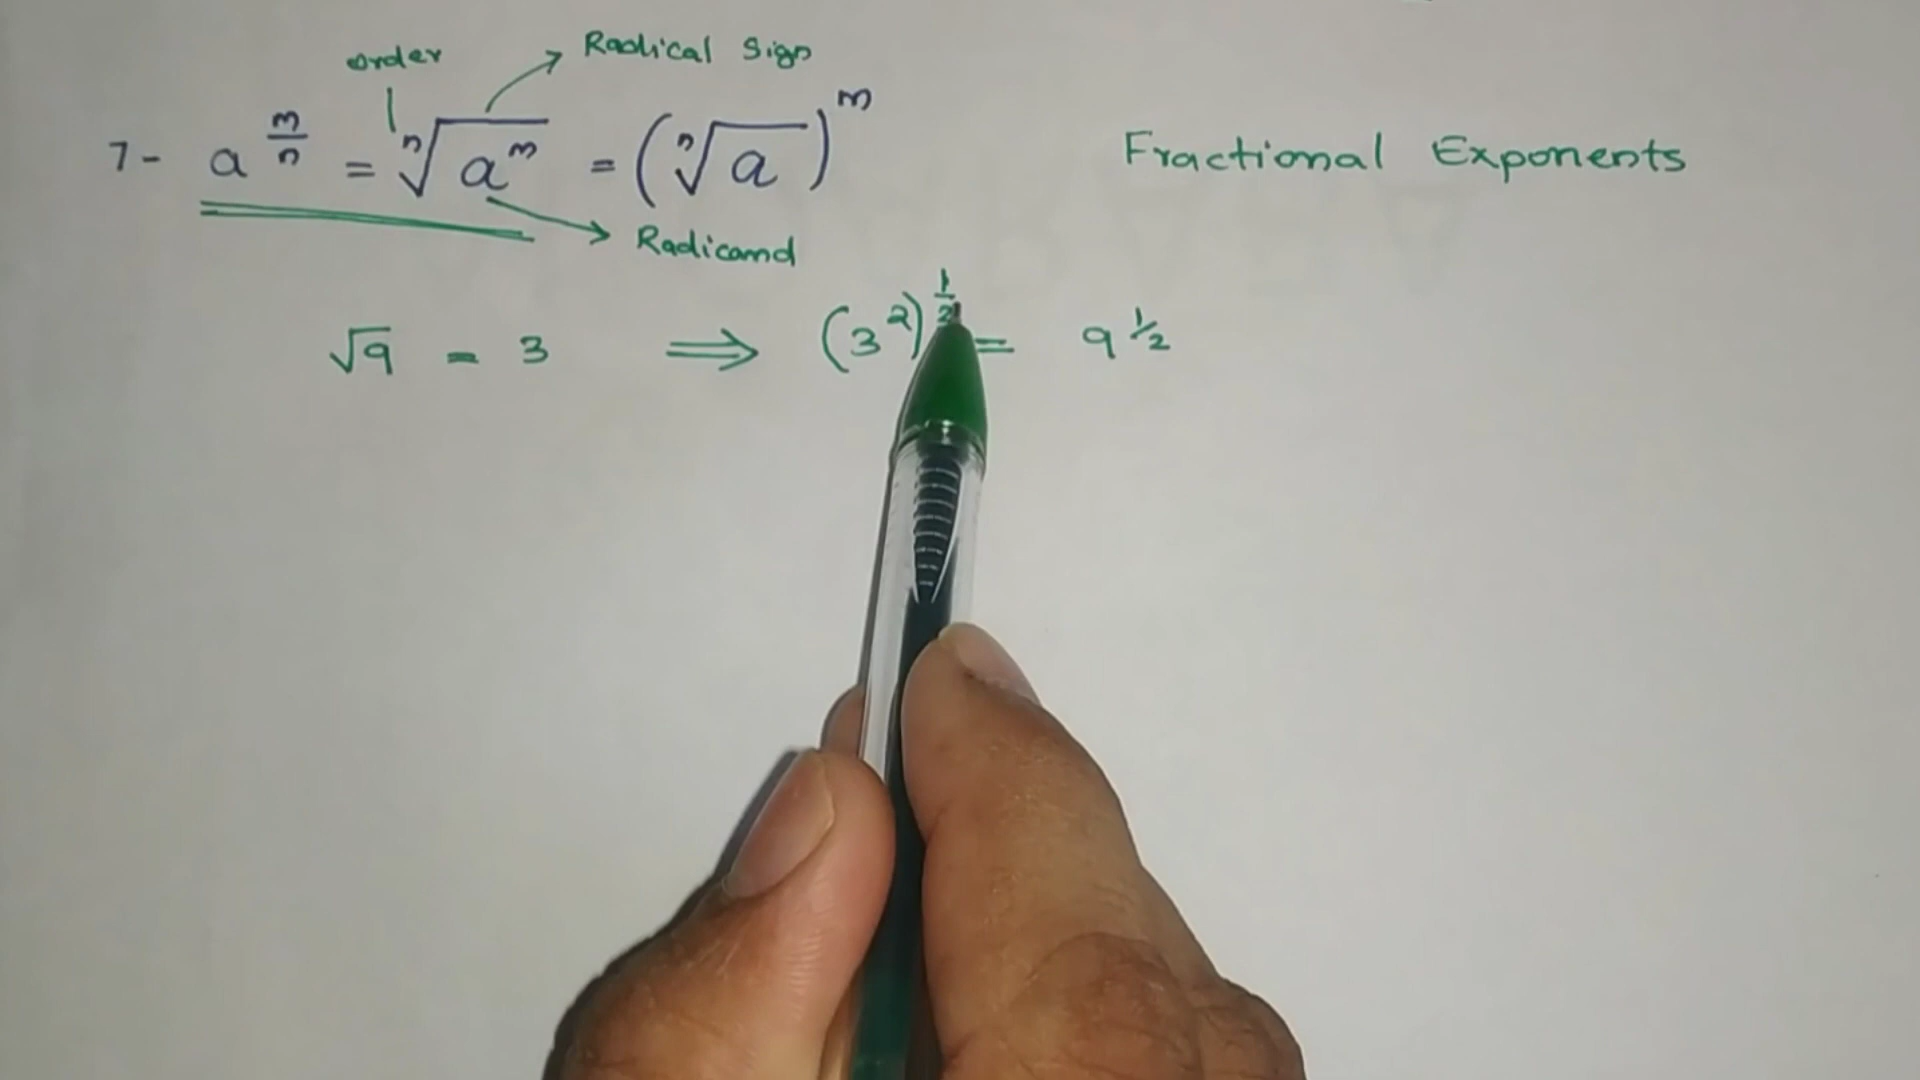 order Radical Sign
7- a^(m/n) = ⁿ√(a^m) = (ⁿ√a)^m Fractional Exponents
Radicand
√9 = 3 ⟹ (3²)^(1/2) = 9^(1/2)